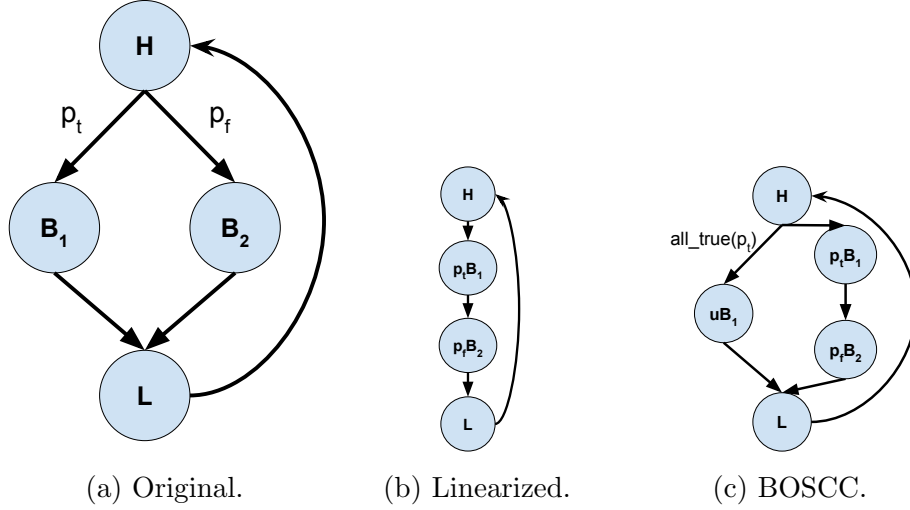 H
p_t
p_f
B_1
B_2
L
H
p_tB_1
p_fB_2
L
H
all_true(p_t)
p_tB_1
uB_1
p_fB_2
L
(a) Original.
(b) Linearized.
(c) BOSCC.